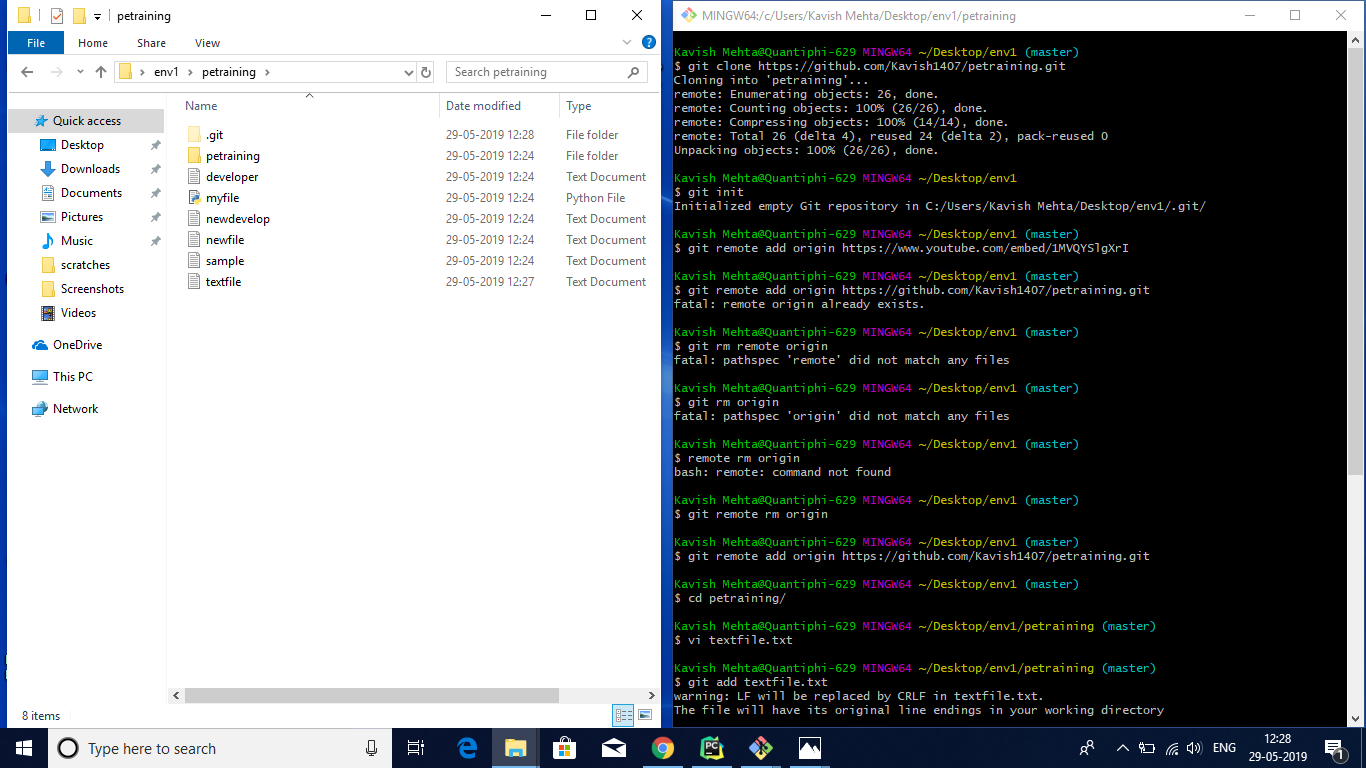 petraining
File
Home
Share
View
env1
petraining
Search petraining
Name
Date modified
Type
Quick access
Desktop
Downloads
Documents
Pictures
Music
scratches
Screenshots
Videos
OneDrive
This PC
Network
.git 29-05-2019 12:28 File folder
petraining 29-05-2019 12:24 File folder
developer 29-05-2019 12:24 Text Document
myfile 29-05-2019 12:24 Python File
newdevelop 29-05-2019 12:24 Text Document
newfile 29-05-2019 12:24 Text Document
sample 29-05-2019 12:24 Text Document
textfile 29-05-2019 12:27 Text Document
8 items
MINGW64:/c/Users/Kavish Mehta/Desktop/env1/petraining
Kavish Mehta@Quantiphi-629 MINGW64 ~/Desktop/env1 (master)
$ git clone https://github.com/Kavish1407/petraining.git
Cloning into 'petraining'...
remote: Enumerating objects: 26, done.
remote: Counting objects: 100% (26/26), done.
remote: Compressing objects: 100% (14/14), done.
remote: Total 26 (delta 4), reused 24 (delta 2), pack-reused 0
Unpacking objects: 100% (26/26), done.
Kavish Mehta@Quantiphi-629 MINGW64 ~/Desktop/env1
$ git init
Initialized empty Git repository in C:/Users/Kavish Mehta/Desktop/env1/.git/
Kavish Mehta@Quantiphi-629 MINGW64 ~/Desktop/env1 (master)
$ git remote add origin https://www.youtube.com/embed/1MVQYSlgXrI
Kavish Mehta@Quantiphi-629 MINGW64 ~/Desktop/env1 (master)
$ git remote add origin https://github.com/Kavish1407/petraining.git
fatal: remote origin already exists.
Kavish Mehta@Quantiphi-629 MINGW64 ~/Desktop/env1 (master)
$ git rm remote origin
fatal: pathspec 'remote' did not match any files
Kavish Mehta@Quantiphi-629 MINGW64 ~/Desktop/env1 (master)
$ git rm origin
fatal: pathspec 'origin' did not match any files
Kavish Mehta@Quantiphi-629 MINGW64 ~/Desktop/env1 (master)
$ remote rm origin
bash: remote: command not found
Kavish Mehta@Quantiphi-629 MINGW64 ~/Desktop/env1 (master)
$ git remote rm origin
Kavish Mehta@Quantiphi-629 MINGW64 ~/Desktop/env1 (master)
$ git remote add origin https://github.com/Kavish1407/petraining.git
Kavish Mehta@Quantiphi-629 MINGW64 ~/Desktop/env1 (master)
$ cd petraining/
Kavish Mehta@Quantiphi-629 MINGW64 ~/Desktop/env1/petraining (master)
$ vi textfile.txt
Kavish Mehta@Quantiphi-629 MINGW64 ~/Desktop/env1/petraining (master)
$ git add textfile.txt
warning: LF will be replaced by CRLF in textfile.txt.
The file will have its original line endings in your working directory
Type here to search
PC
ENG
12:28
29-05-2019
1